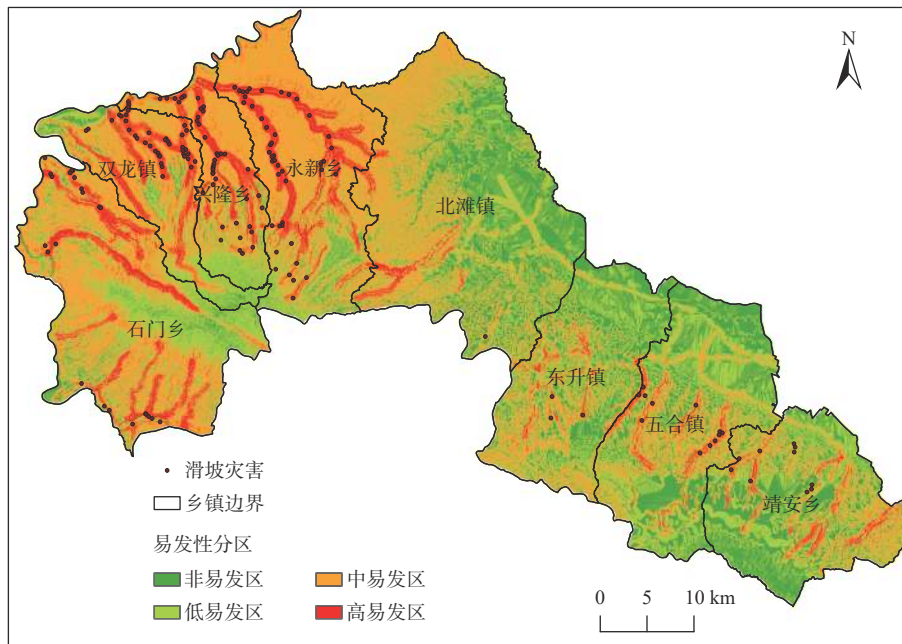 N
双龙镇
兴隆乡
永新乡
北滩镇
石门乡
东升镇
五合镇
靖安乡
滑坡灾害
乡镇边界
易发性分区
非易发区
中易发区
低易发区
高易发区
0 5 10 km